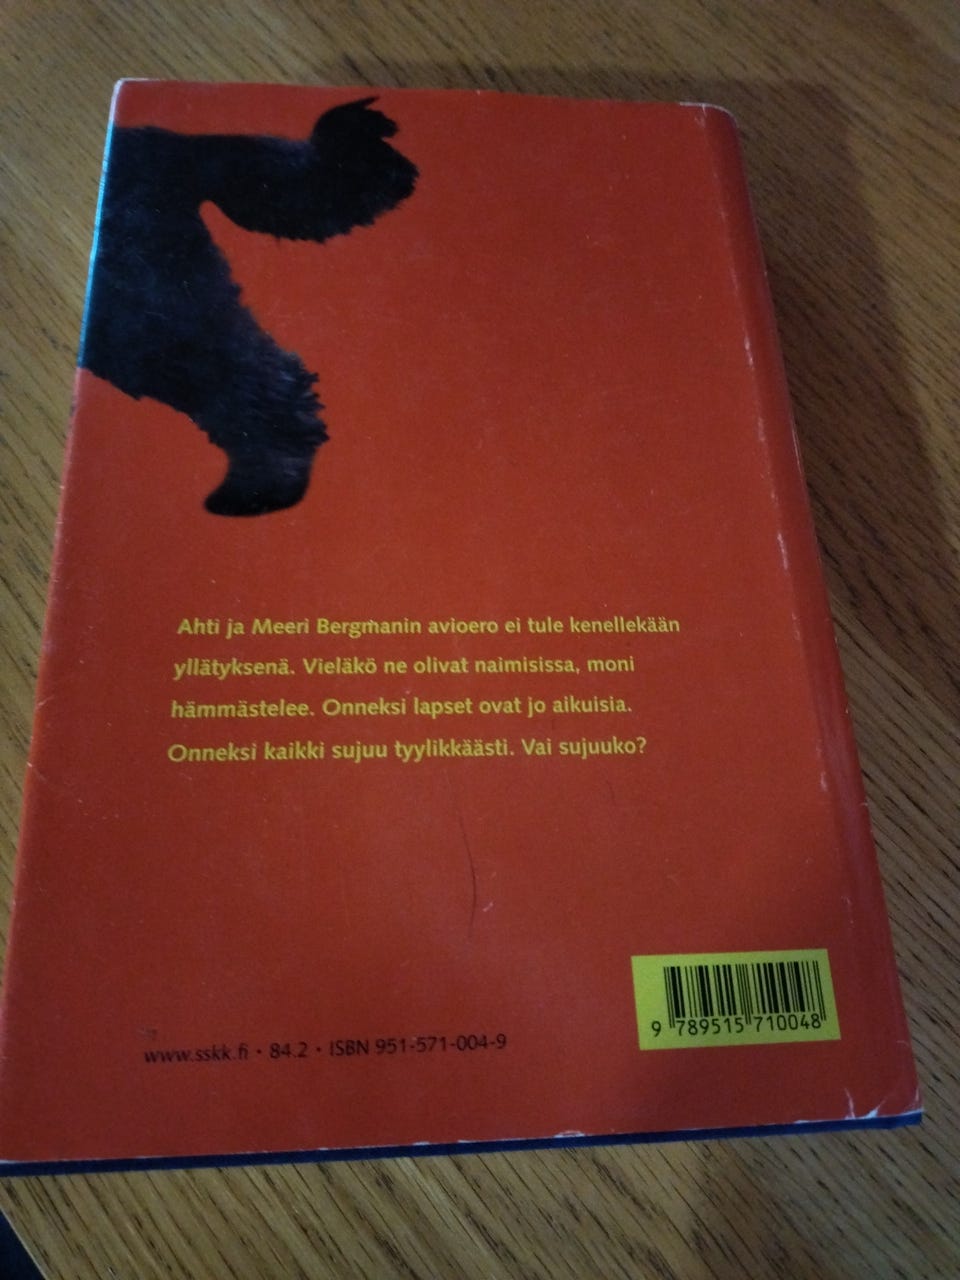 Ahti ja Meeri Bergmanin avioero ei tule kenellekään
yllätyksenä. Vieläkö ne olivat naimisissa, moni
hämmästelee. Onneksi lapset ovat jo aikuisia.
Onneksi kaikki sujuu tyylikkäästi. Vai sujuuko?
9 789515 710048
www.sskk.fi • 84.2 • ISBN 951-571-004-9